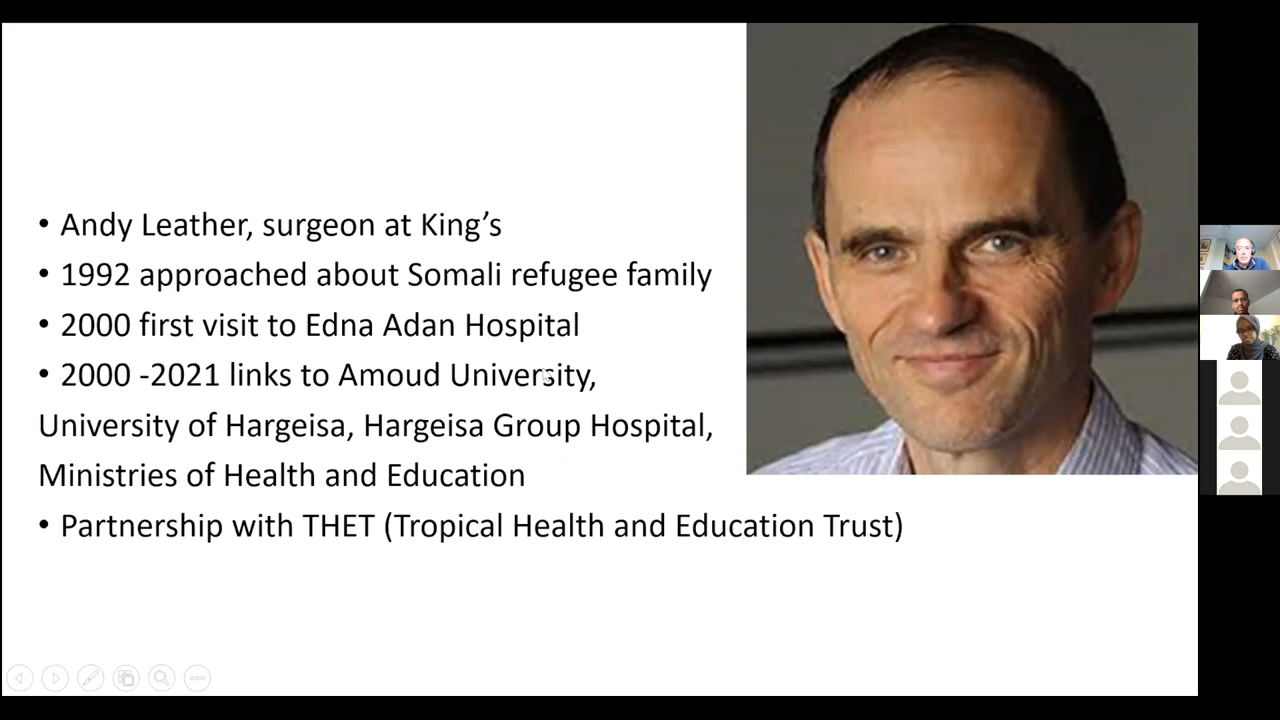 • Andy Leather, surgeon at King’s
• 1992 approached about Somali refugee family
• 2000 first visit to Edna Adan Hospital
• 2000 -2021 links to Amoud University,
University of Hargeisa, Hargeisa Group Hospital,
Ministries of Health and Education
• Partnership with THET (Tropical Health and Education Trust)